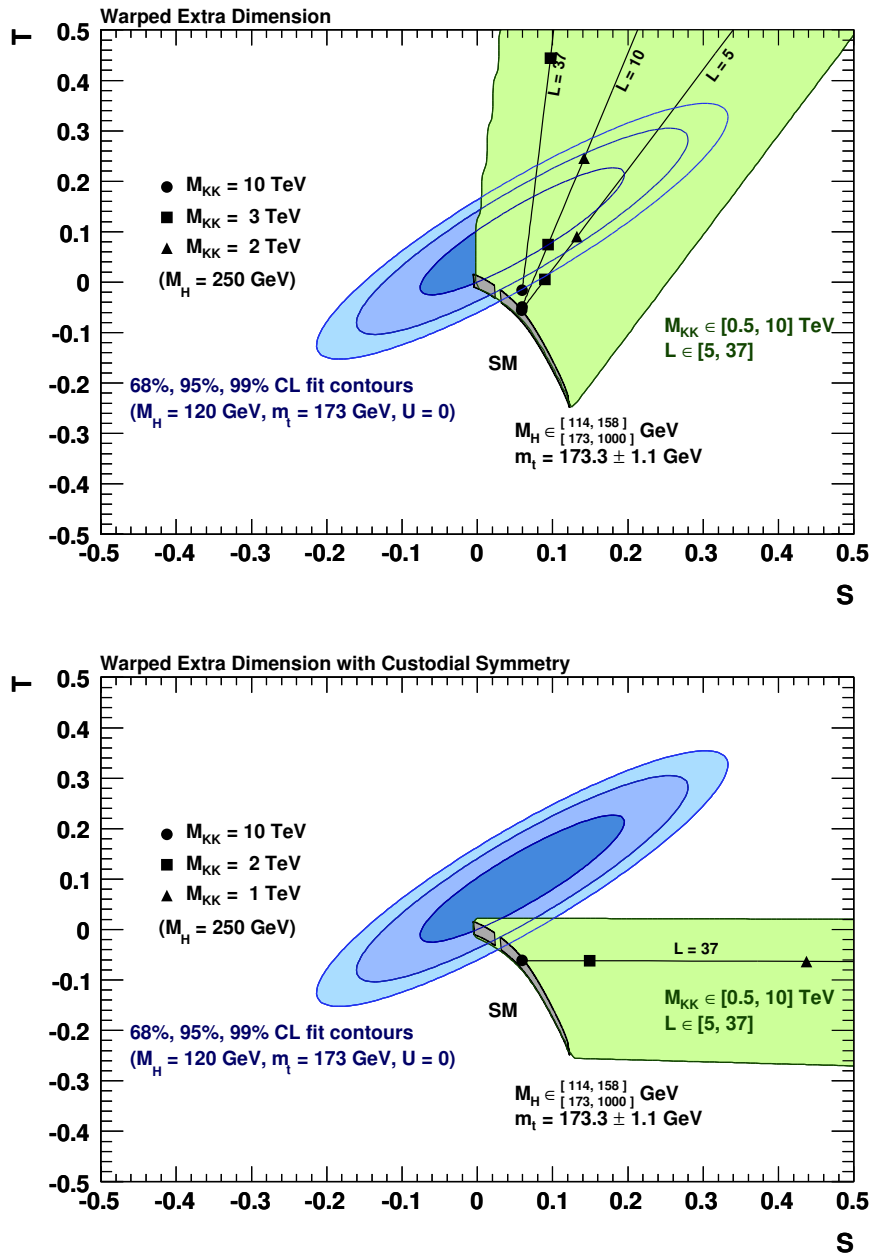 Warped Extra Dimension
T
0.5
0.4
0.3
0.2
0.1
0
-0.1
-0.2
-0.3
-0.4
-0.5
L = 37
L = 10
L = 5
M_KK = 10 TeV
M_KK = 3 TeV
M_KK = 2 TeV
(M_H = 250 GeV)
M_KK ∈ [0.5, 10] TeV
L ∈ [5, 37]
SM
68%, 95%, 99% CL fit contours
(M_H = 120 GeV, m_t = 173 GeV, U = 0)
M_H ∈ [ 114, 158 ] [ 173, 1000 ] GeV
m_t = 173.3 ± 1.1 GeV
-0.5 -0.4 -0.3 -0.2 -0.1 0 0.1 0.2 0.3 0.4 0.5
S
Warped Extra Dimension with Custodial Symmetry
T
0.5
0.4
0.3
0.2
0.1
0
-0.1
-0.2
-0.3
-0.4
-0.5
M_KK = 10 TeV
M_KK = 2 TeV
M_KK = 1 TeV
(M_H = 250 GeV)
L = 37
M_KK ∈ [0.5, 10] TeV
L ∈ [5, 37]
SM
68%, 95%, 99% CL fit contours
(M_H = 120 GeV, m_t = 173 GeV, U = 0)
M_H ∈ [ 114, 158 ] [ 173, 1000 ] GeV
m_t = 173.3 ± 1.1 GeV
-0.5 -0.4 -0.3 -0.2 -0.1 0 0.1 0.2 0.3 0.4 0.5
S